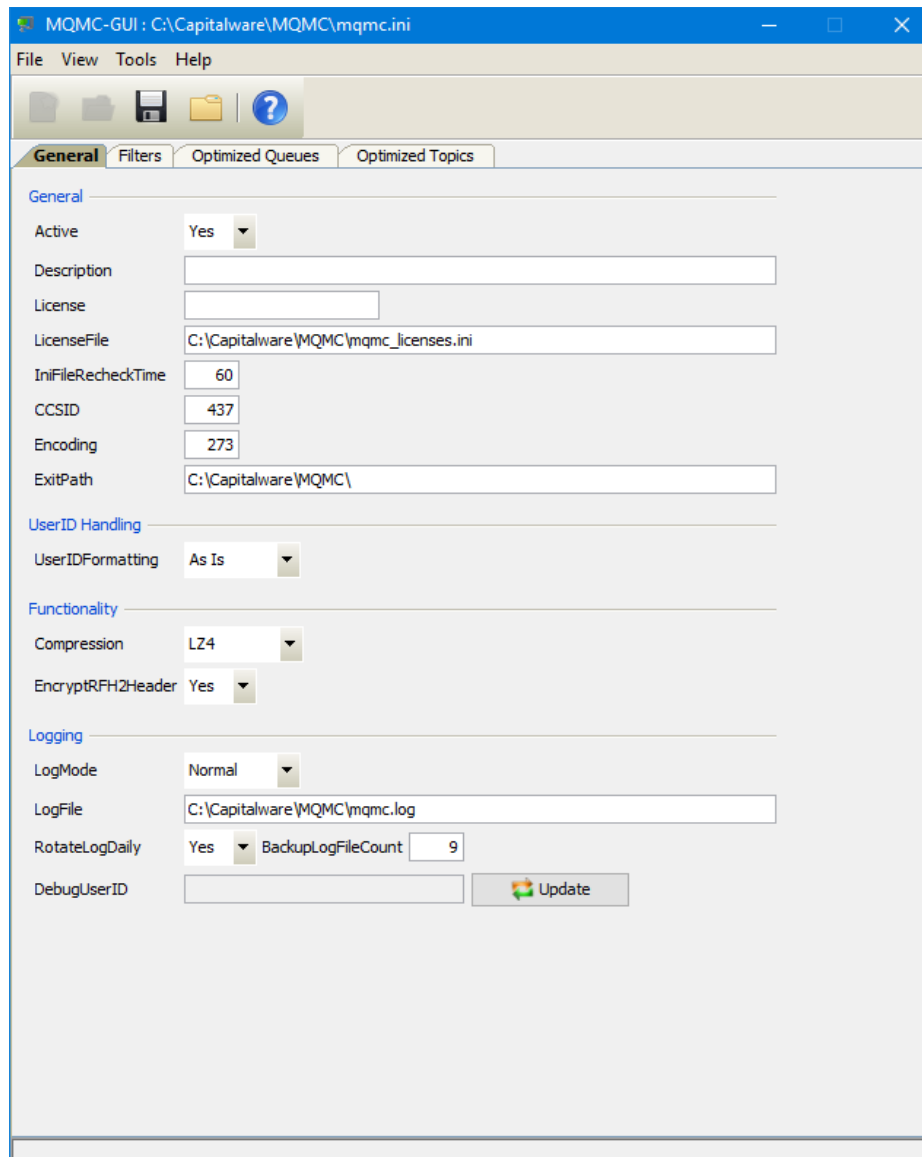 MQMC-GUI : C:\Capitalware\MQMC\mqmc.ini
File View Tools Help
General Filters Optimized Queues Optimized Topics
General
Active Yes
Description
License
LicenseFile C:\Capitalware\MQMC\mqmc_licenses.ini
IniFileRecheckTime 60
CCSID 437
Encoding 273
ExitPath C:\Capitalware\MQMC\
UserID Handling
UserIDFormatting As Is
Functionality
Compression LZ4
EncryptRFH2Header Yes
Logging
LogMode Normal
LogFile C:\Capitalware\MQMC\mqmc.log
RotateLogDaily Yes BackupLogFileCount 9
DebugUserID Update